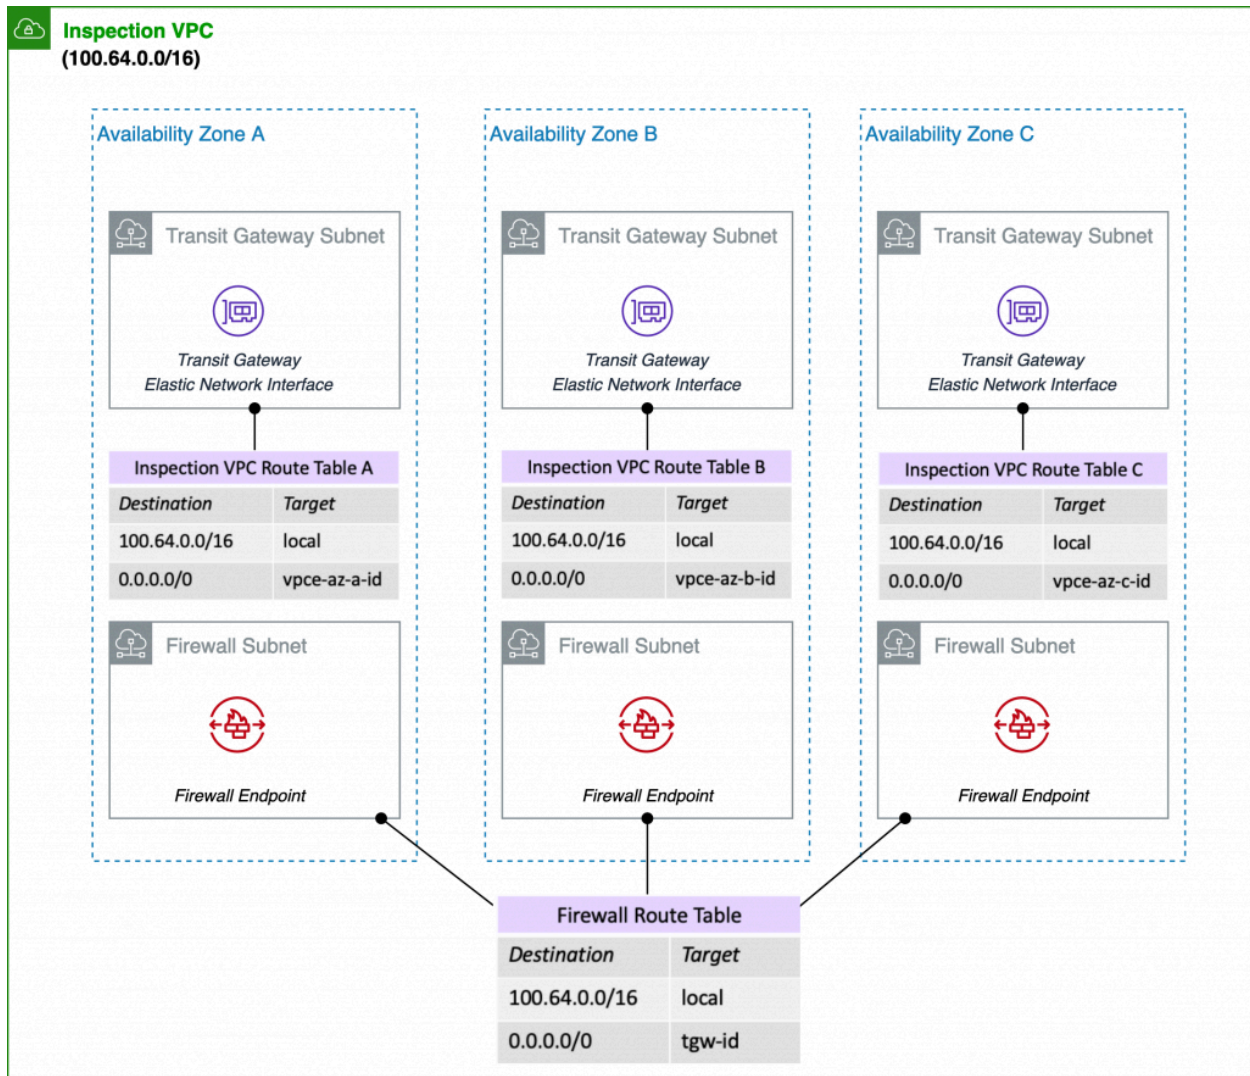 Inspection VPC
(100.64.0.0/16)
Availability Zone A
Transit Gateway Subnet
Transit Gateway
Elastic Network Interface
Inspection VPC Route Table A
Destination Target
100.64.0.0/16 local
0.0.0.0/0 vpce-az-a-id
Firewall Subnet
Firewall Endpoint
Availability Zone B
Transit Gateway Subnet
Transit Gateway
Elastic Network Interface
Inspection VPC Route Table B
Destination Target
100.64.0.0/16 local
0.0.0.0/0 vpce-az-b-id
Firewall Subnet
Firewall Endpoint
Availability Zone C
Transit Gateway Subnet
Transit Gateway
Elastic Network Interface
Inspection VPC Route Table C
Destination Target
100.64.0.0/16 local
0.0.0.0/0 vpce-az-c-id
Firewall Subnet
Firewall Endpoint
Firewall Route Table
Destination Target
100.64.0.0/16 local
0.0.0.0/0 tgw-id